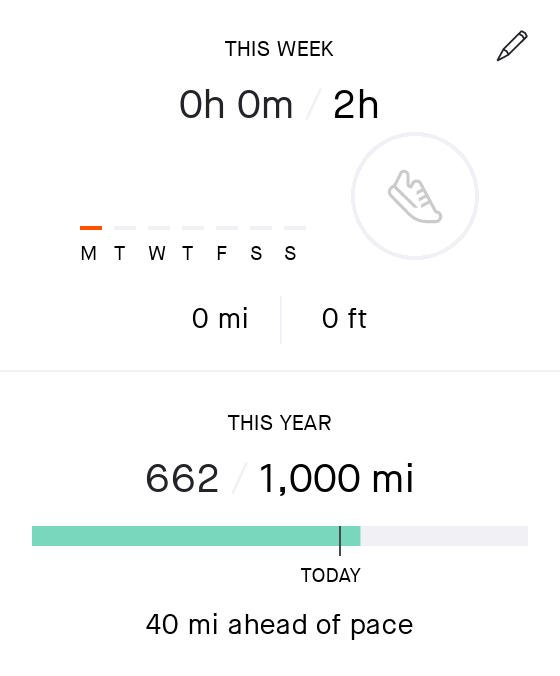 THIS WEEK
0h 0m / 2h
M T W T F S S
0 mi 0 ft
THIS YEAR
662 / 1,000 mi
TODAY
40 mi ahead of pace